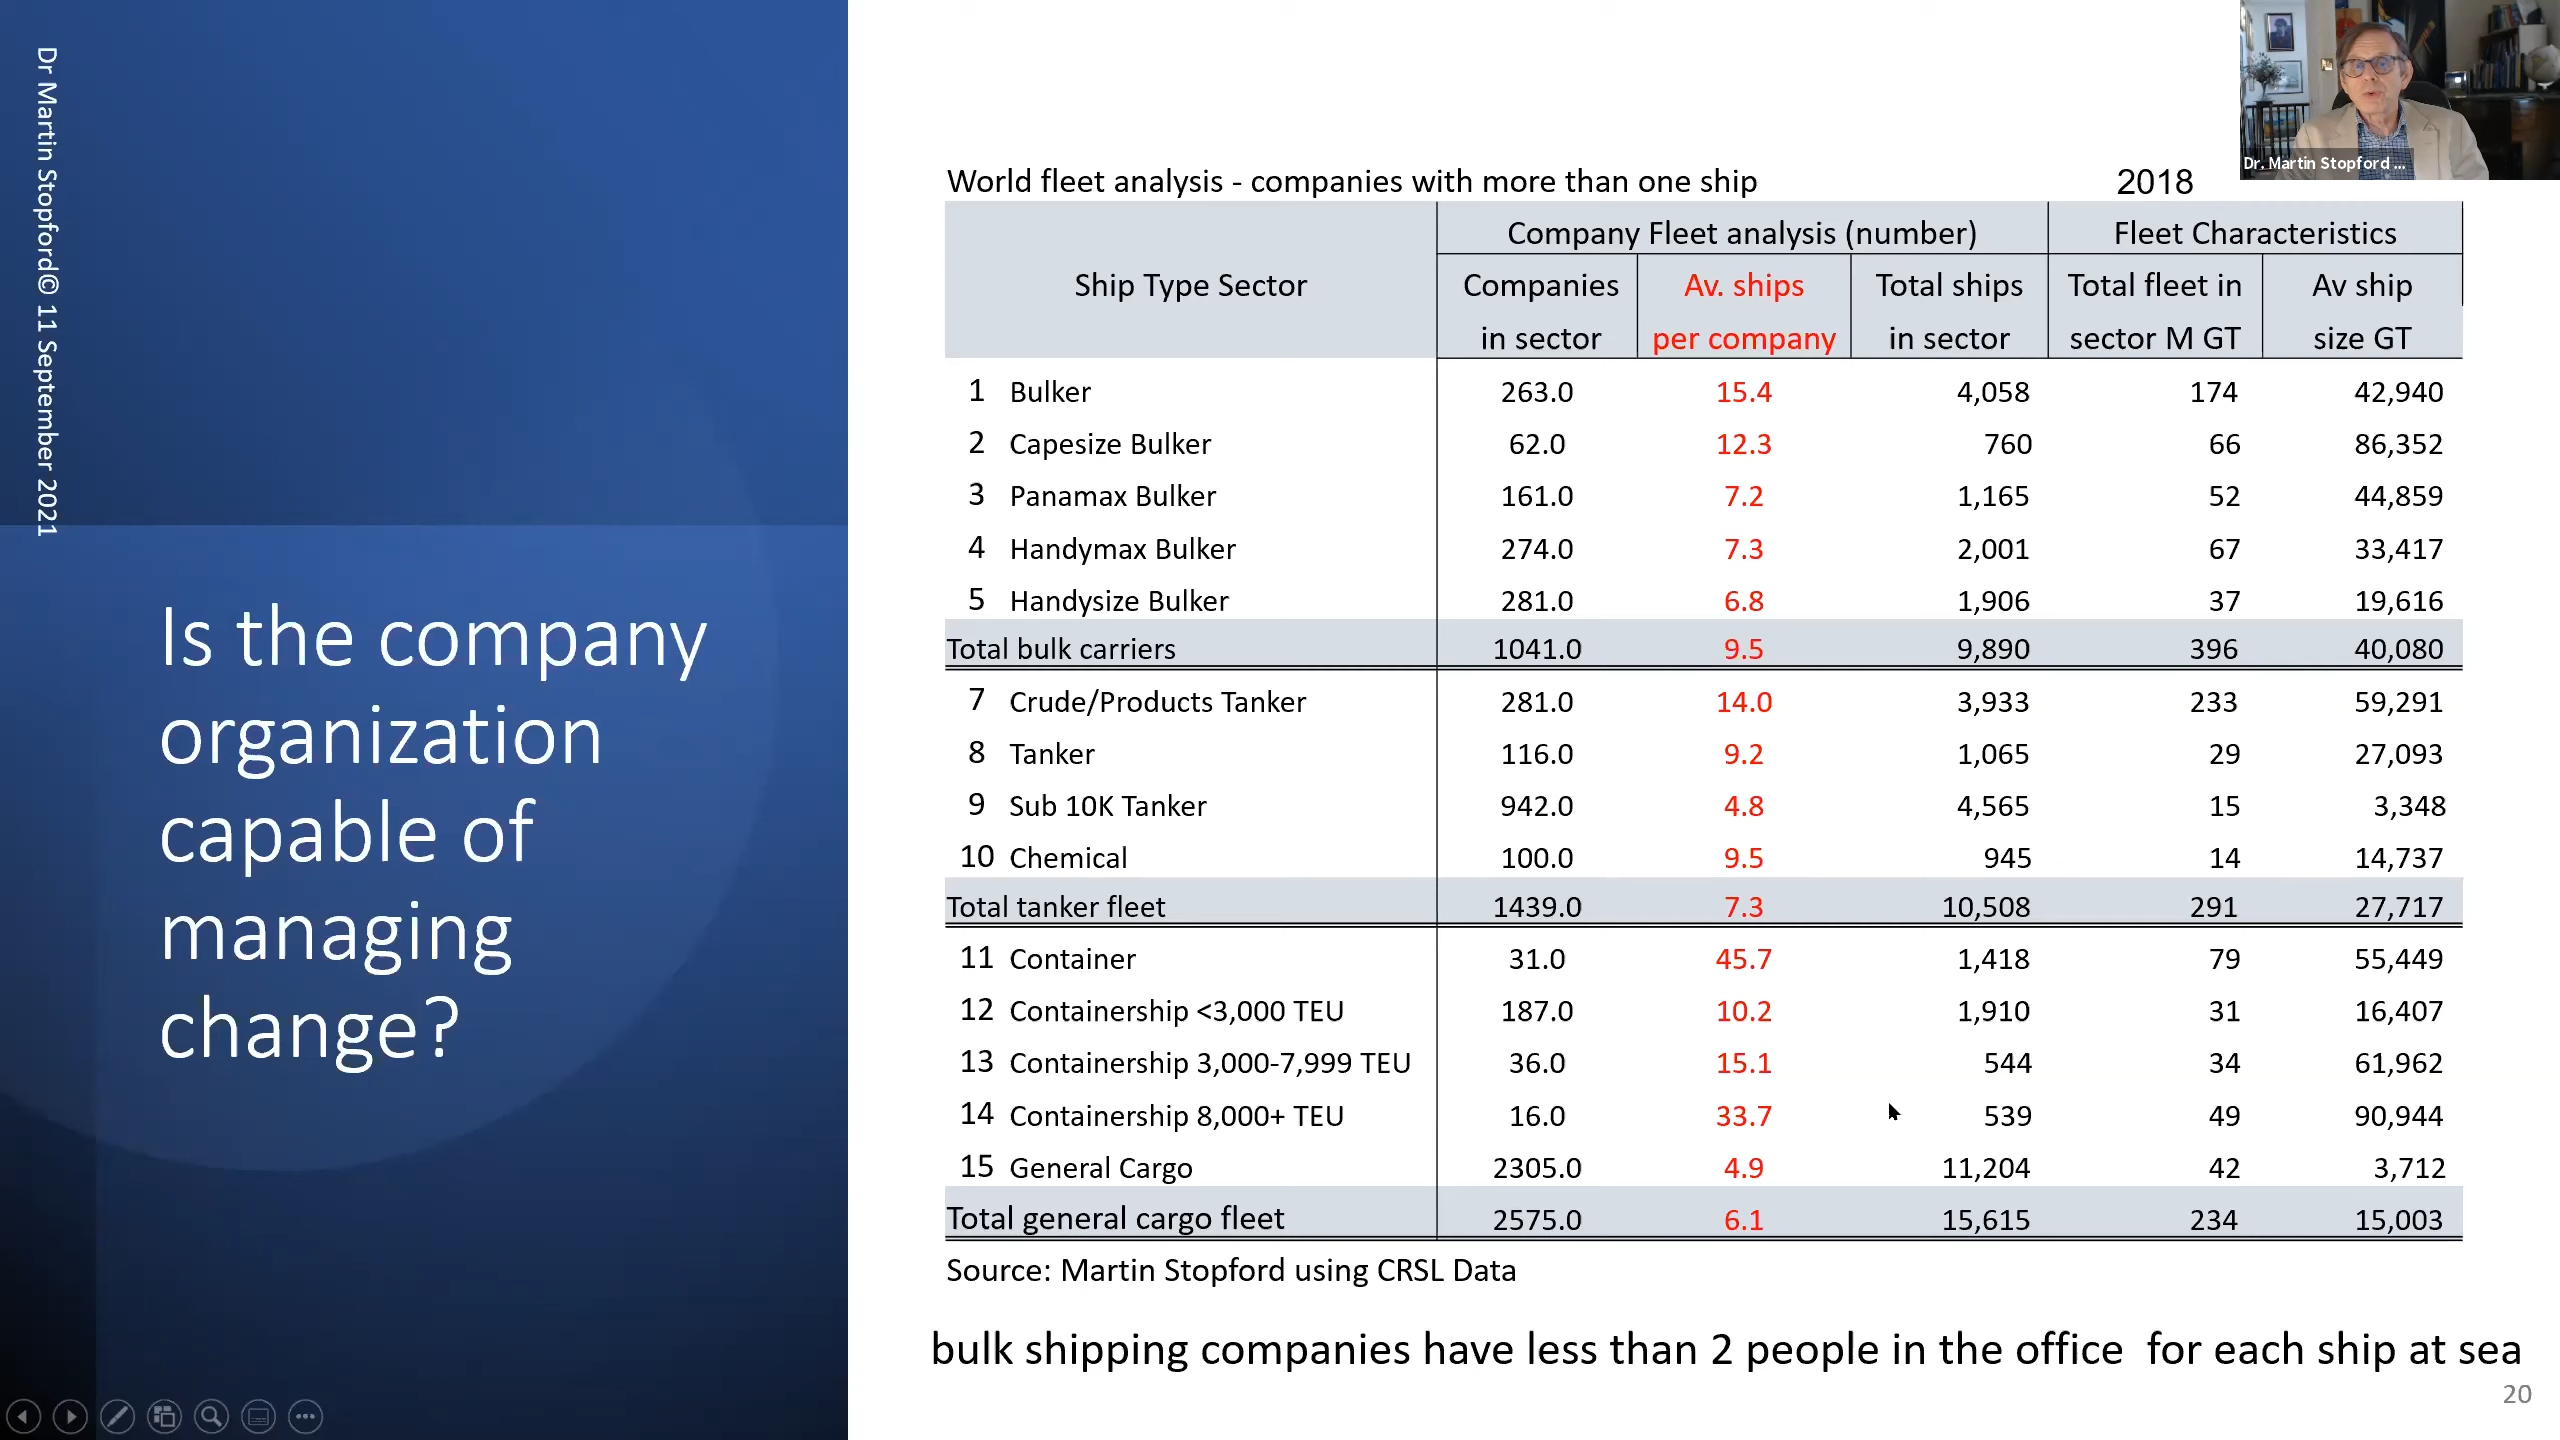 Dr Martin Stopford© 11 September 2021
Is the company
organization
capable of
managing
change?
Dr. Martin Stopford ...
World fleet analysis - companies with more than one ship 2018
Company Fleet analysis (number) Fleet Characteristics
Ship Type Sector Companies in sector Av. ships per company Total ships in sector Total fleet in sector M GT Av ship size GT
1 Bulker 263.0 15.4 4,058 174 42,940
2 Capesize Bulker 62.0 12.3 760 66 86,352
3 Panamax Bulker 161.0 7.2 1,165 52 44,859
4 Handymax Bulker 274.0 7.3 2,001 67 33,417
5 Handysize Bulker 281.0 6.8 1,906 37 19,616
Total bulk carriers 1041.0 9.5 9,890 396 40,080
7 Crude/Products Tanker 281.0 14.0 3,933 233 59,291
8 Tanker 116.0 9.2 1,065 29 27,093
9 Sub 10K Tanker 942.0 4.8 4,565 15 3,348
10 Chemical 100.0 9.5 945 14 14,737
Total tanker fleet 1439.0 7.3 10,508 291 27,717
11 Container 31.0 45.7 1,418 79 55,449
12 Containership <3,000 TEU 187.0 10.2 1,910 31 16,407
13 Containership 3,000-7,999 TEU 36.0 15.1 544 34 61,962
14 Containership 8,000+ TEU 16.0 33.7 539 49 90,944
15 General Cargo 2305.0 4.9 11,204 42 3,712
Total general cargo fleet 2575.0 6.1 15,615 234 15,003
Source: Martin Stopford using CRSL Data
bulk shipping companies have less than 2 people in the office for each ship at sea
20